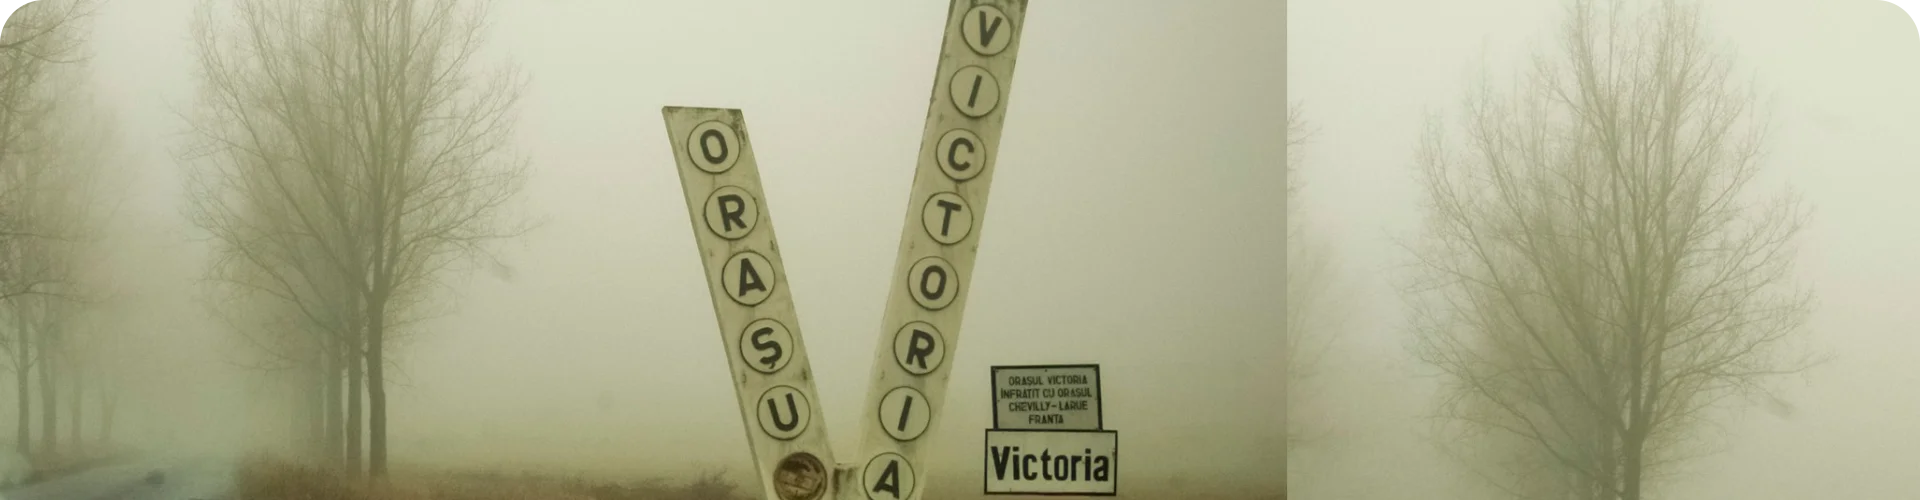 ORAȘU
VICTORIA
ORAȘUL VICTORIA
ÎNFRĂȚIT CU ORAȘUL
CHEVILLY-LARUE
FRANȚA
Victoria